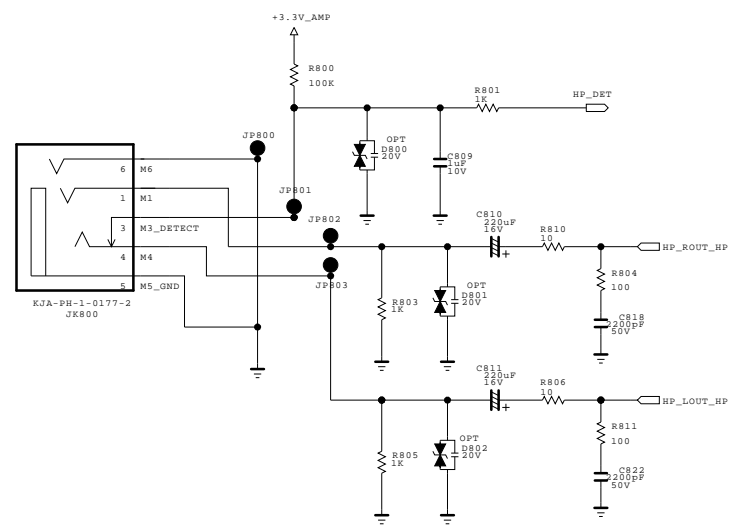 +3.3V_AMP
R800
100K
R801
1K
HP_DET
JP800
OPT
D800
20V
C809
1uF
10V
6 M6
1 M1
JP801
3 M3_DETECT
JP802
4 M4
JP803
5 M5_GND
KJA-PH-1-0177-2
JK800
C810
220uF
16V
+
R810
10
HP_ROUT_HP
R803
1K
OPT
D801
20V
R804
100
C818
2200pF
50V
C811
220uF
16V
+
R806
10
HP_LOUT_HP
R805
1K
OPT
D802
20V
R811
100
C822
2200pF
50V